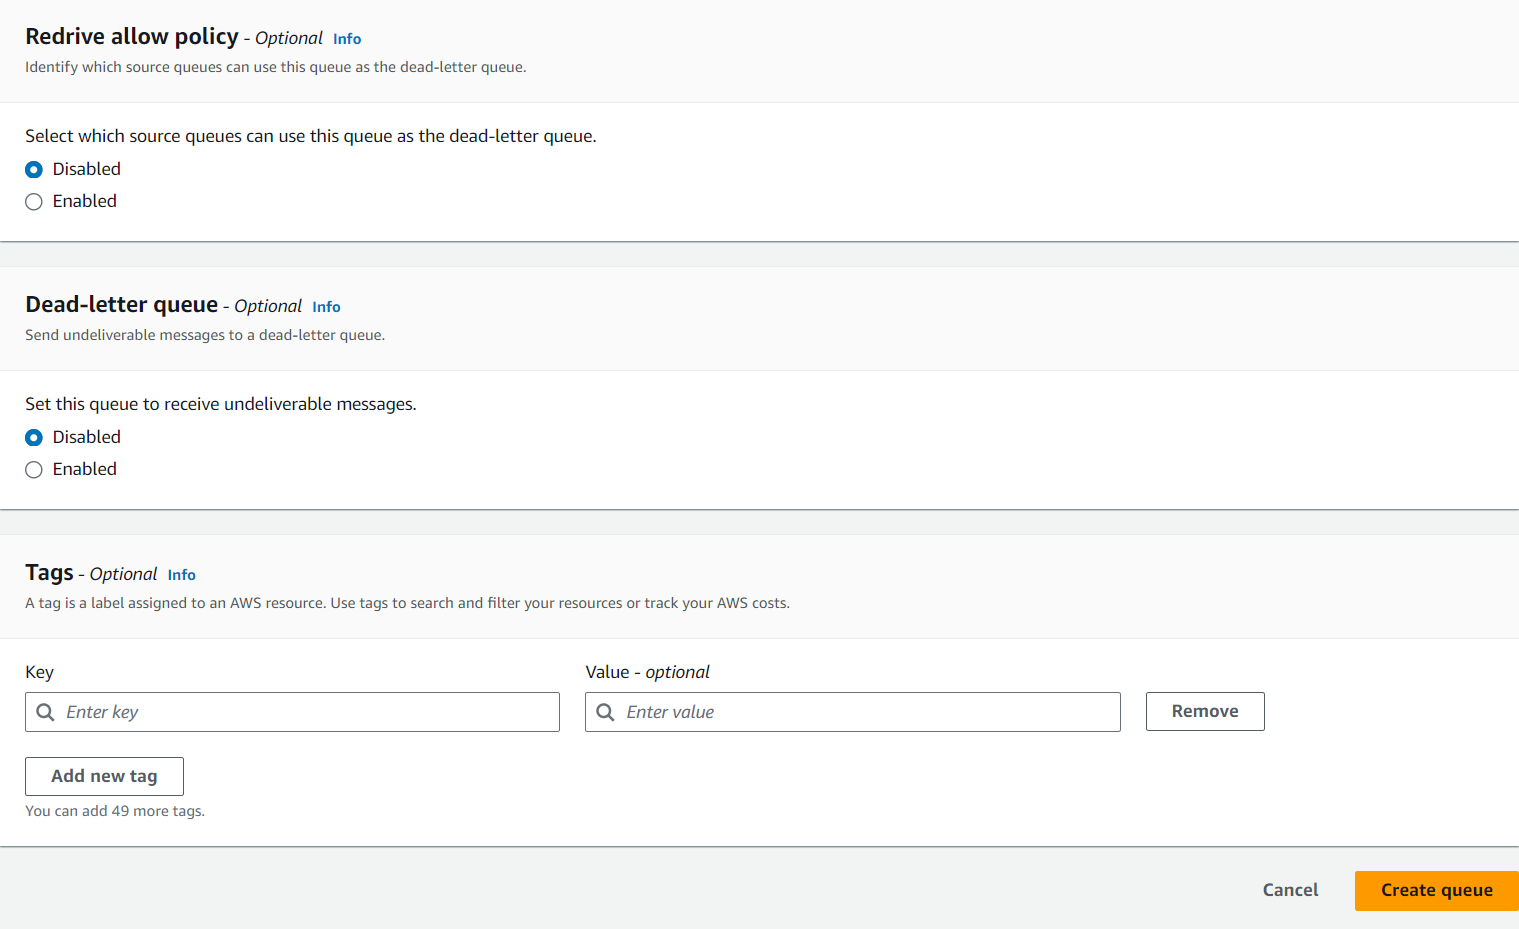 Redrive allow policy - Optional Info
Identify which source queues can use this queue as the dead-letter queue.
Select which source queues can use this queue as the dead-letter queue.
Disabled
Enabled
Dead-letter queue - Optional Info
Send undeliverable messages to a dead-letter queue.
Set this queue to receive undeliverable messages.
Disabled
Enabled
Tags - Optional Info
A tag is a label assigned to an AWS resource. Use tags to search and filter your resources or track your AWS costs.
Key Value - optional
Enter key Enter value Remove
Add new tag
You can add 49 more tags.
Cancel Create queue